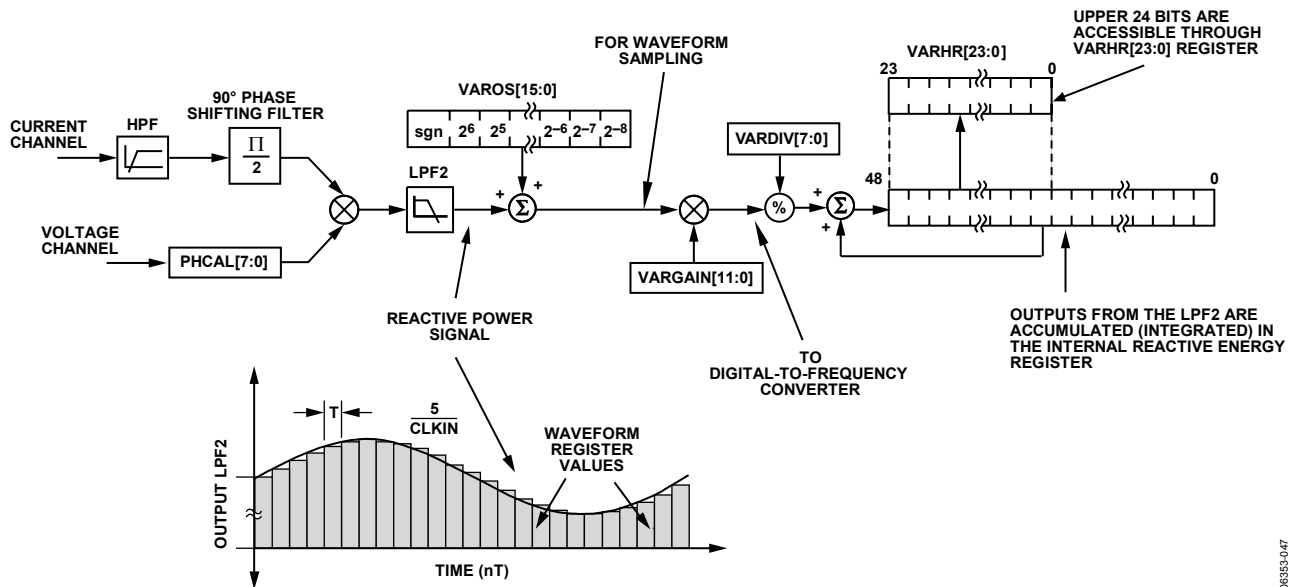 UPPER 24 BITS ARE
ACCESSIBLE THROUGH
VARHR[23:0] REGISTER
FOR WAVEFORM
SAMPLING
VARHR[23:0]
23
0
90° PHASE
SHIFTING FILTER
VAROS[15:0]
CURRENT
CHANNEL
HPF
Π
2
sgn 2⁶ 2⁵ 2⁻⁶ 2⁻⁷ 2⁻⁸
VARDIV[7:0]
LPF2
+ +
Σ
%
+
Σ
+
48
0
VOLTAGE
CHANNEL
PHCAL[7:0]
VARGAIN[11:0]
REACTIVE POWER
SIGNAL
TO
DIGITAL-TO-FREQUENCY
CONVERTER
OUTPUTS FROM THE LPF2 ARE
ACCUMULATED (INTEGRATED) IN
THE INTERNAL REACTIVE ENERGY
REGISTER
T
5
CLKIN
WAVEFORM
REGISTER
VALUES
OUTPUT LPF2
TIME (nT)
06353-047